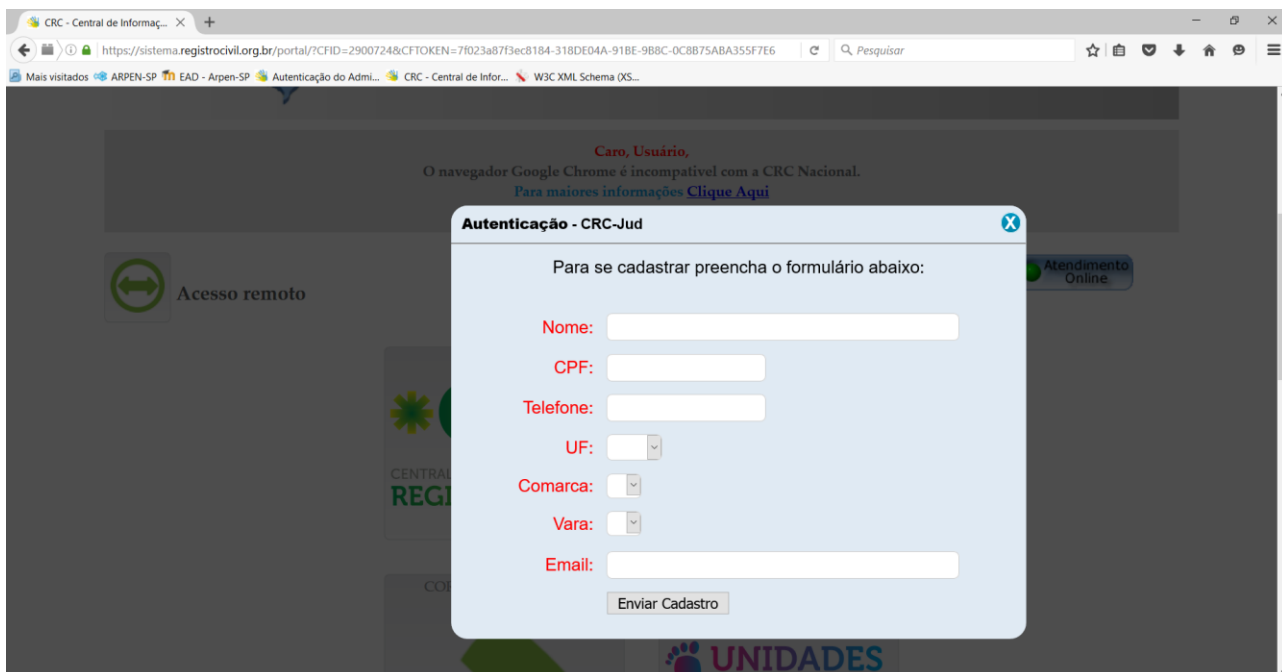 CRC - Central de Informaç...
https://sistema.registrocivil.org.br/portal/?CFID=2900724&CFTOKEN=7f023a87f3ec8184-318DE04A-91BE-9B8C-0C8B75ABA355F7E6
Pesquisar
Mais visitados ARPEN-SP EAD - Arpen-SP Autenticação do Admi... CRC - Central de Infor... W3C XML Schema (XS...
Caro, Usuário,
O navegador Google Chrome é incompativel com a CRC Nacional.
Para maiores informações Clique Aqui
Autenticação - CRC-Jud
X
Para se cadastrar preencha o formulário abaixo:
Acesso remoto
Atendimento
Online
Nome:
CPF:
Telefone:
UF:
CENTRAL
REGI
Comarca:
Vara:
Email:
Enviar Cadastro
UNIDADES